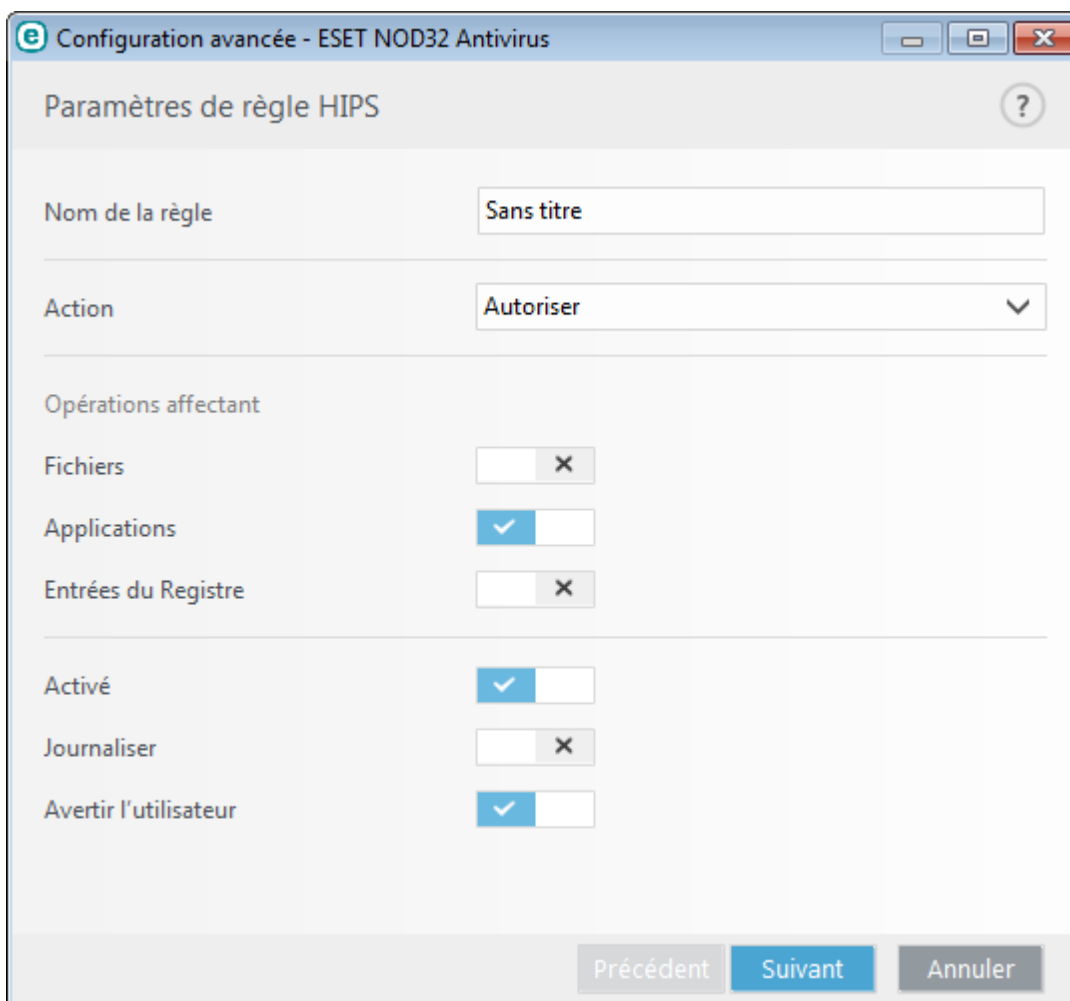 Configuration avancée - ESET NOD32 Antivirus
Paramètres de règle HIPS
?
Nom de la règle
Sans titre
Action
Autoriser
Opérations affectant
Fichiers
Applications
Entrées du Registre
Activé
Journaliser
Avertir l'utilisateur
Précédent
Suivant
Annuler